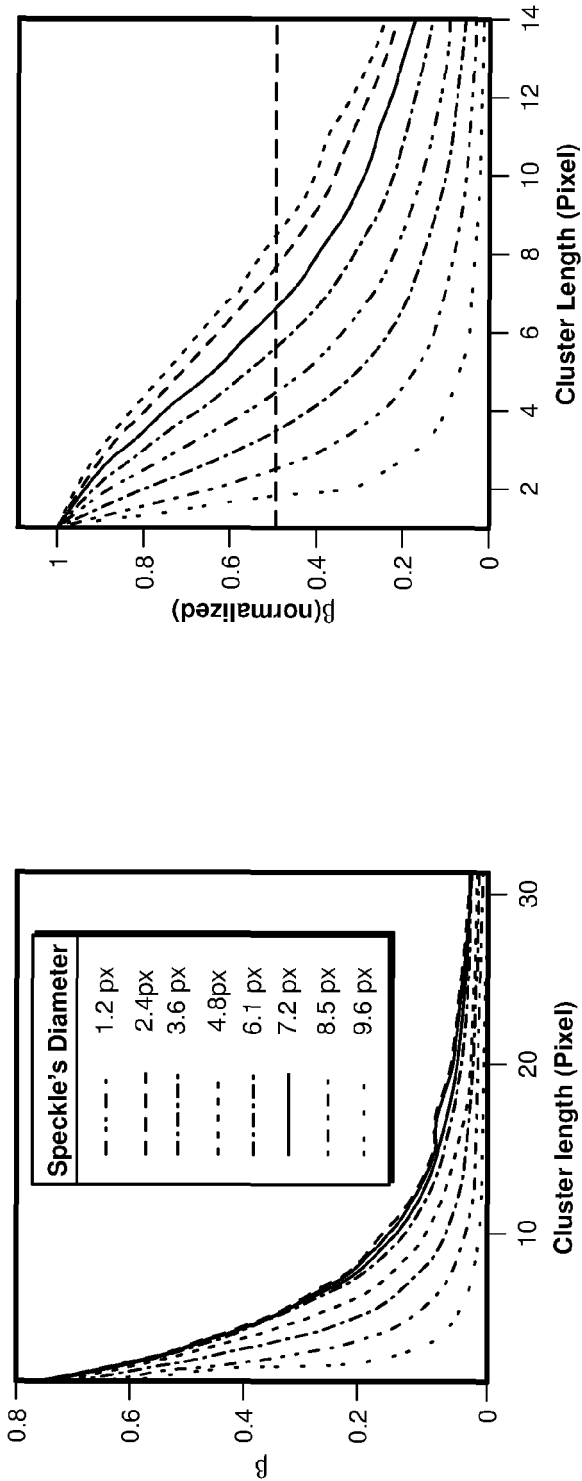 0.8
0.6
0.4
0.2
0
β
10
20
30
Cluster length (Pixel)
Speckle's Diameter
1.2 px
2.4px
3.6 px
4.8px
6.1 px
7.2 px
8.5 px
9.6 px
1
0.8
0.6
0.4
0.2
0
β(normalized)
2
4
6
8
10
12
14
Cluster Length (Pixel)